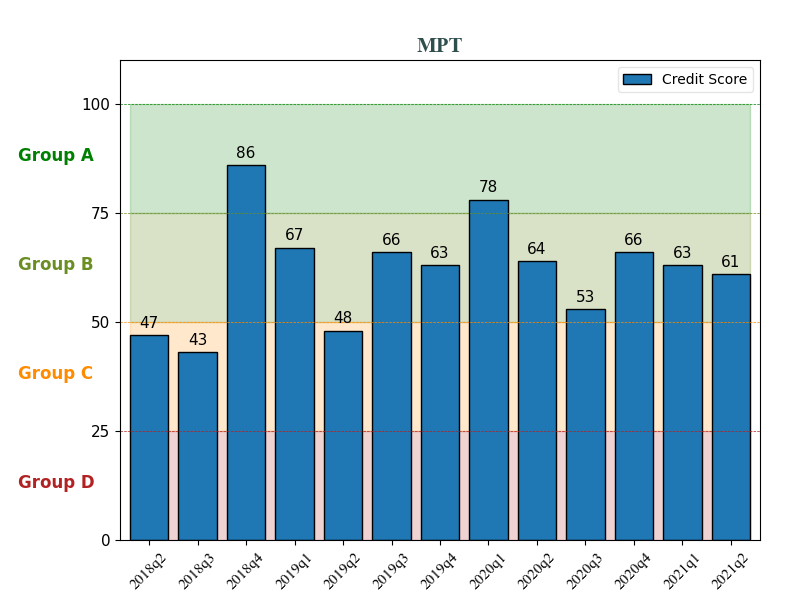 MPT
Credit Score
100
Group A
86
78
75
67
66
63
64
53
66
63
61
Group B
50
47
43
48
Group C
25
Group D
0
2018q2
2018q3
2018q4
2019q1
2019q2
2019q3
2019q4
2020q1
2020q2
2020q3
2020q4
2021q1
2021q2